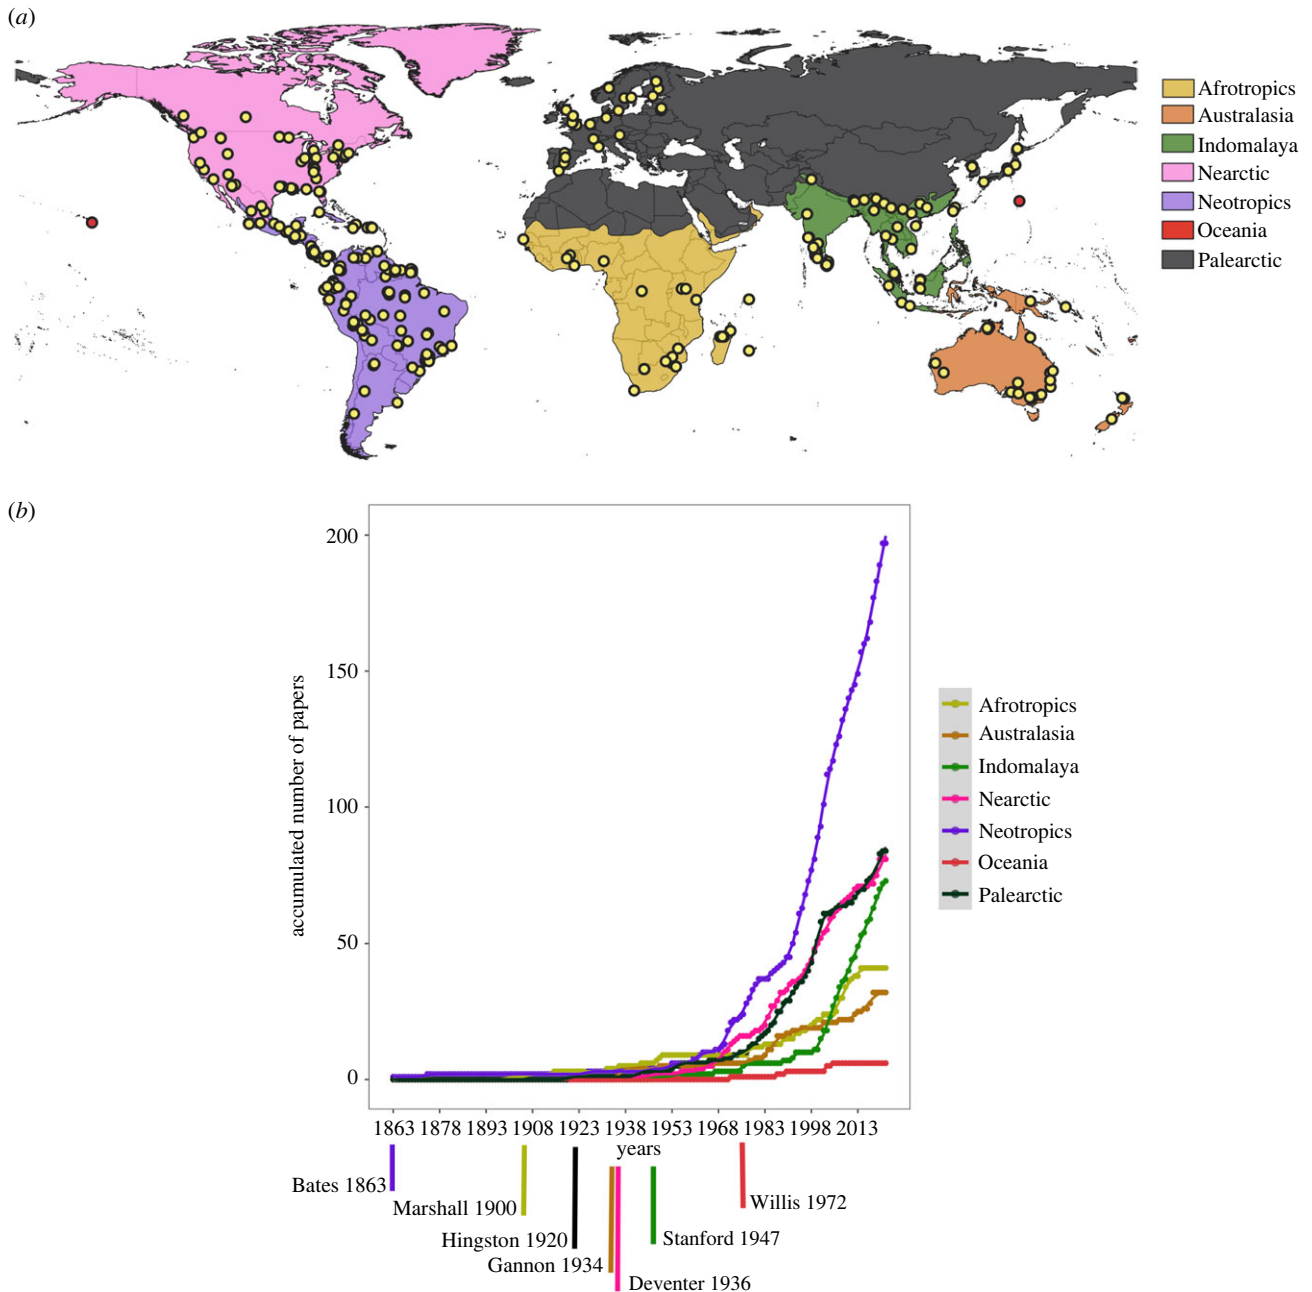 (a)
Afrotropics
Australasia
Indomalaya
Nearctic
Neotropics
Oceania
Palearctic
(b)
accumulated number of papers
200
150
100
50
0
1863 1878 1893 1908 1923 1938 1953 1968 1983 1998 2013
years
Afrotropics
Australasia
Indomalaya
Nearctic
Neotropics
Oceania
Palearctic
Bates 1863
Marshall 1900
Hingston 1920
Gannon 1934
Deventer 1936
Stanford 1947
Willis 1972